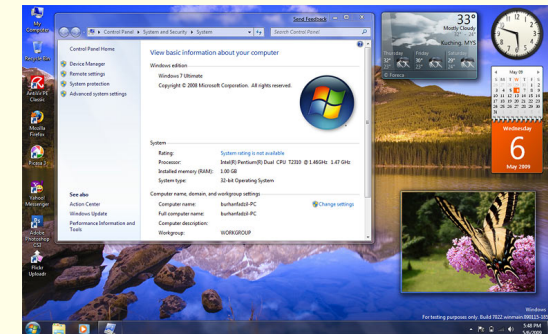 My Computer
Recycle Bin
AntiVir PE Classic
Mozilla Firefox
Picasa 3
Yahoo! Messenger
Adobe Photoshop CS3
Flickr Uploadr
Send Feedback
Control Panel
System and Security
System
Search Control Panel
Control Panel Home
Device Manager
Remote settings
System protection
Advanced system settings
See also
Action Center
Windows Update
Performance Information and Tools
View basic information about your computer
Windows edition
Windows 7 Ultimate
Copyright © 2008 Microsoft Corporation. All rights reserved.
System
Rating: System rating is not available
Processor: Intel(R) Pentium(R) Dual CPU T2310 @ 1.46GHz 1.47 GHz
Installed memory (RAM): 1.00 GB
System type: 32-bit Operating System
Computer name, domain, and workgroup settings
Computer name: burhanfadzil-PC
Change settings
Full computer name: burhanfadzil-PC
Computer description:
Workgroup: WORKGROUP
33°
Mostly Cloudy
Kuching, MYS
Thursday Friday Saturday
© Foreca
May 09
Wednesday
6
May 2009
Windows
For testing purposes only. Build 7022.winmain.090115-185
5:48 PM
5/6/2009